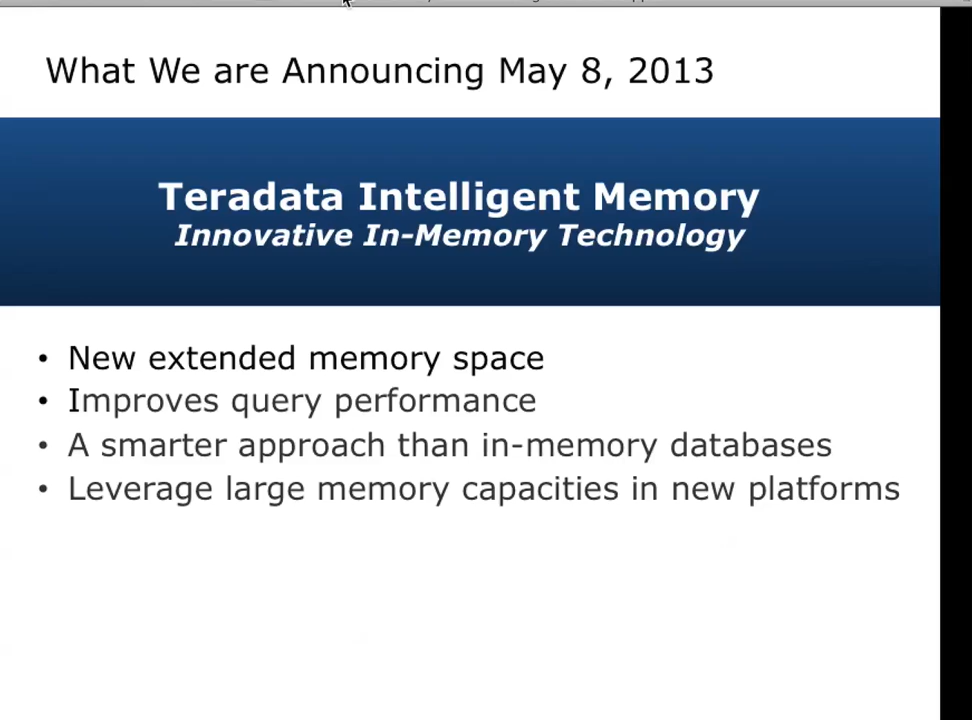 What We are Announcing May 8, 2013
Teradata Intelligent Memory
Innovative In-Memory Technology
• New extended memory space
• Improves query performance
• A smarter approach than in-memory databases
• Leverage large memory capacities in new platforms